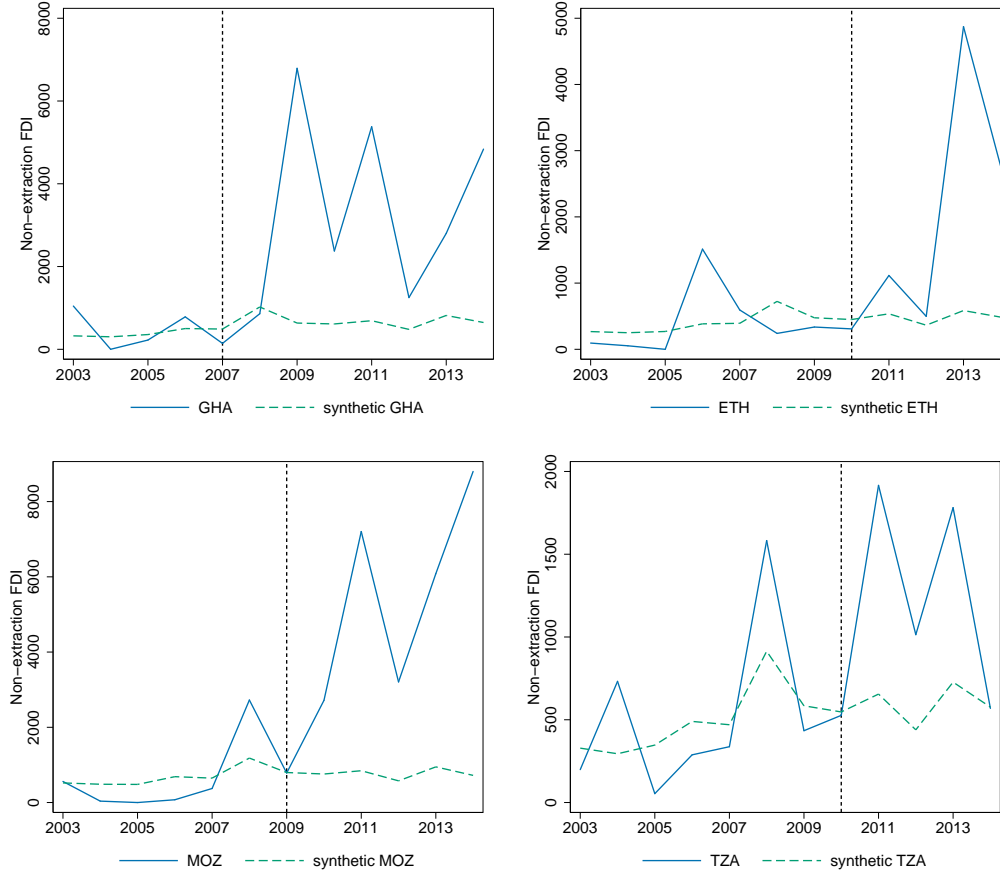 Non−extraction FDI
8000
6000
4000
2000
0
2003 2005 2007 2009 2011 2013
GHA synthetic GHA
Non−extraction FDI
5000
4000
3000
2000
1000
0
2003 2005 2007 2009 2011 2013
ETH synthetic ETH
Non−extraction FDI
8000
6000
4000
2000
0
2003 2005 2007 2009 2011 2013
MOZ synthetic MOZ
Non−extraction FDI
2000
1500
1000
500
0
2003 2005 2007 2009 2011 2013
TZA synthetic TZA